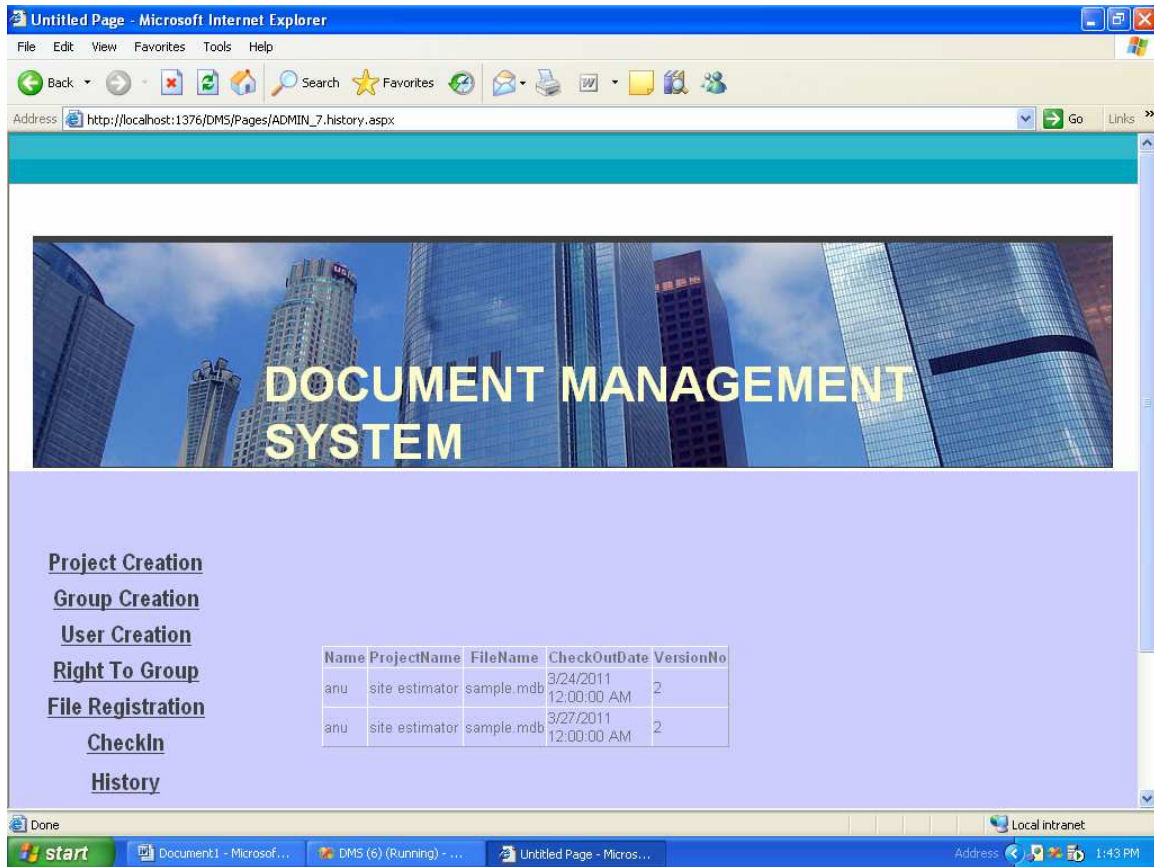 Untitled Page - Microsoft Internet Explorer
File Edit View Favorites Tools Help
Back Search Favorites
Address http://localhost:1376/DMS/Pages/ADMIN_7.history.aspx Go Links »
DOCUMENT MANAGEMENT
SYSTEM
Project Creation
Group Creation
User Creation
Right To Group
File Registration
CheckIn
History
Name ProjectName FileName CheckOutDate VersionNo
anu site estimator sample.mdb 3/24/2011 12:00:00 AM 2
anu site estimator sample.mdb 3/27/2011 12:00:00 AM 2
Done Local intranet
start Document1 - Microsof... DMS (6) (Running) - ... Untitled Page - Micros... Address 1:43 PM